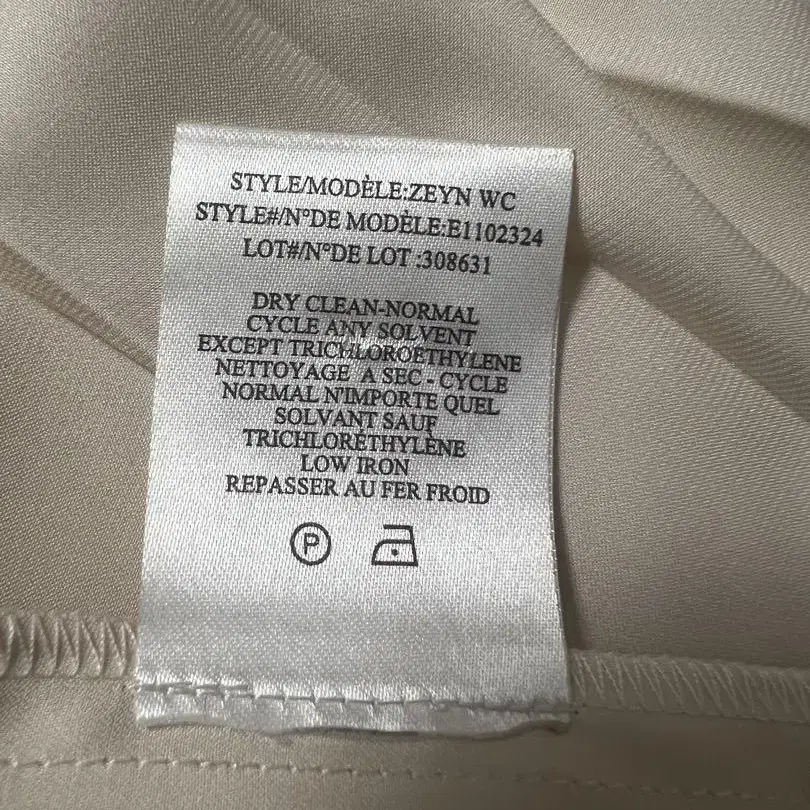 STYLE/MODÈLE:ZEYN WC
STYLE#/N°DE MODÈLE:E1102324
LOT#/N°DE LOT :308631
DRY CLEAN-NORMAL
CYCLE ANY SOLVENT
EXCEPT TRICHLOROETHYLENE
NETTOYAGE A SEC - CYCLE
NORMAL N'IMPORTE QUEL
SOLVANT SAUF
TRICHLORÉTHYLÈNE
LOW IRON
REPASSER AU FER FROID
P